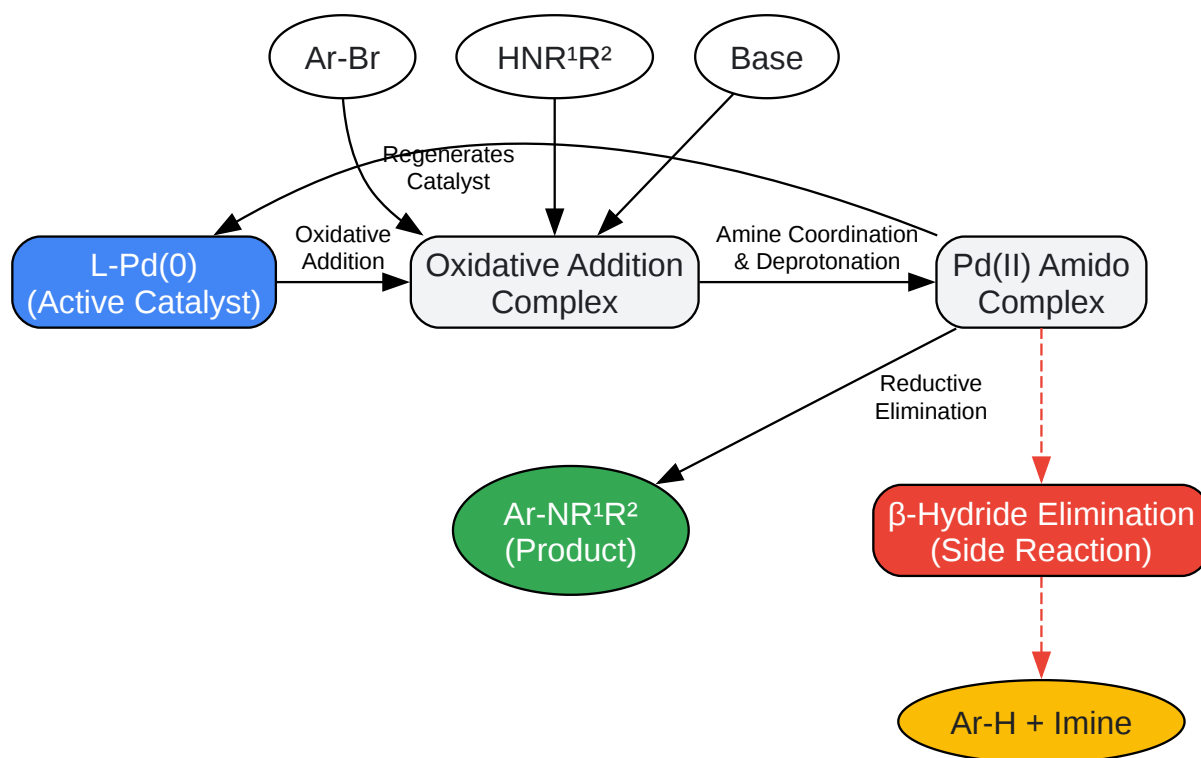 Ar-Br
HNR¹R²
Base
Regenerates
Catalyst
L-Pd(0)
(Active Catalyst)
Oxidative
Addition
Oxidative Addition
Complex
Amine Coordination
& Deprotonation
Pd(II) Amido
Complex
Reductive
Elimination
Ar-NR¹R²
(Product)
β-Hydride Elimination
(Side Reaction)
Ar-H + Imine